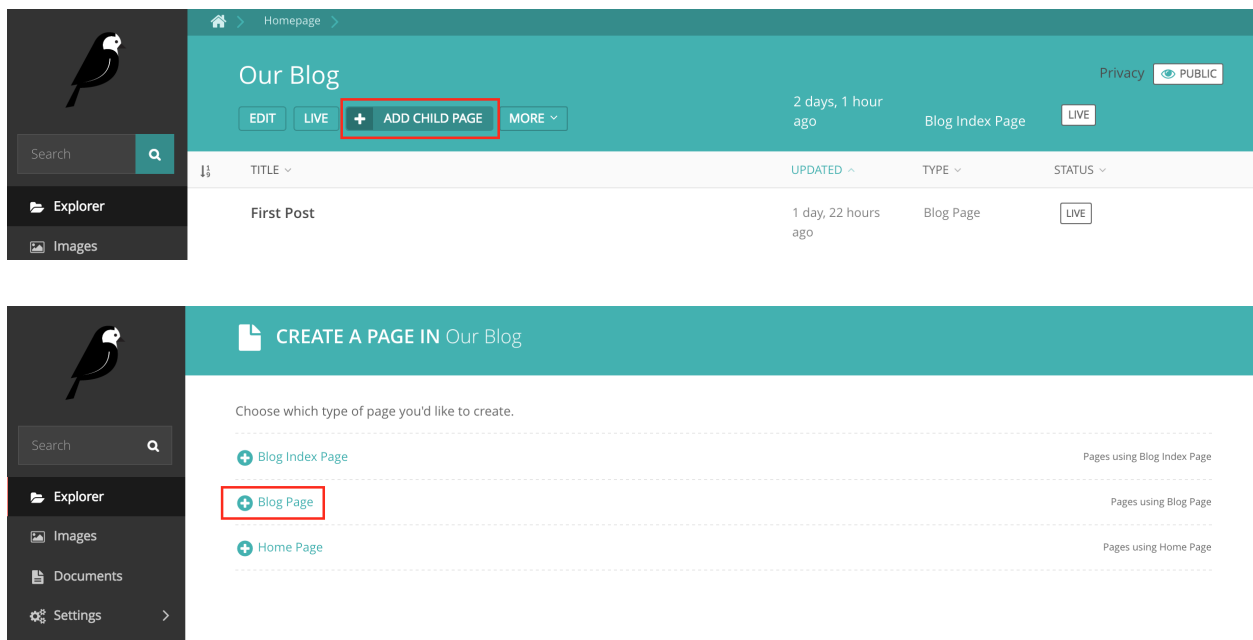 Homepage
Our Blog
Privacy PUBLIC
EDIT LIVE ADD CHILD PAGE MORE
2 days, 1 hour
ago
Blog Index Page
LIVE
Search
TITLE UPDATED TYPE STATUS
Explorer
First Post
1 day, 22 hours
ago
Blog Page
LIVE
Images
CREATE A PAGE IN Our Blog
Choose which type of page you'd like to create.
Search
Blog Index Page Pages using Blog Index Page
Explorer
Blog Page Pages using Blog Page
Images
Home Page Pages using Home Page
Documents
Settings